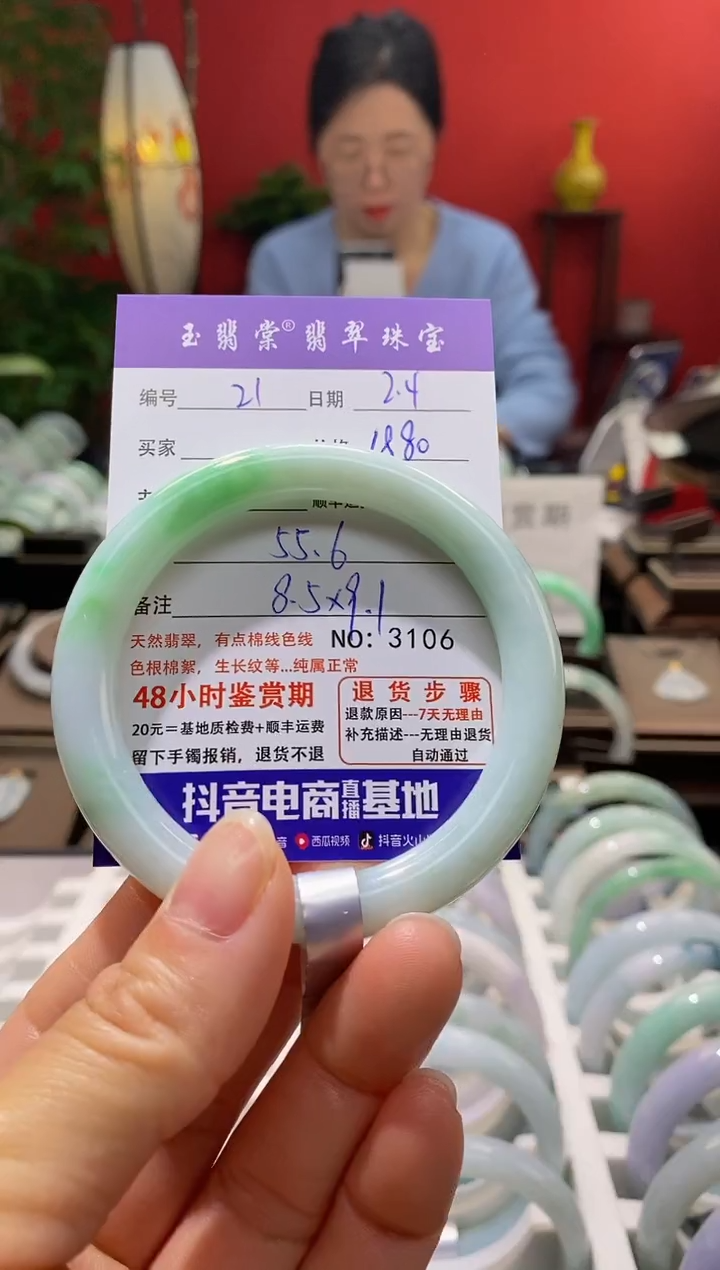 玉翡棠®翡翠珠宝
编号 21 日期 2.4
买家 1880
55.6
备注 8.5×9.1
天然翡翠，有点棉线色线 NO: 3106
色根棉絮，生长纹等...纯属正常
48小时鉴赏期
20元=基地质检费+顺丰运费
留下手镯报销，退货不退
退货步骤
退款原因---7天无理由
补充描述---无理由退货
自动通过
抖音电商直播基地
音 西瓜视频 抖音火山
赏期